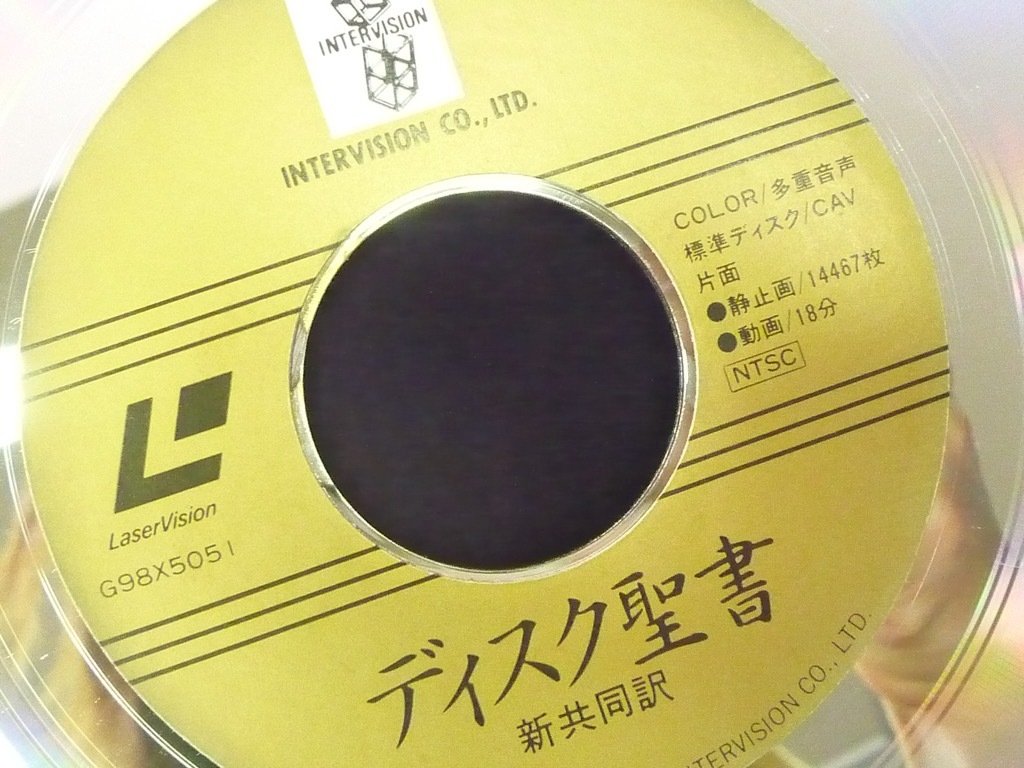 INTERVISION
INTERVISION CO., LTD.
COLOR/多重音声
標準ディスク/CAV
片面
●静止画/14467枚
●動画/18分
NTSC
LaserVision
G98X5051
ディスク聖書
新共同訳
INTERVISION CO., LTD.